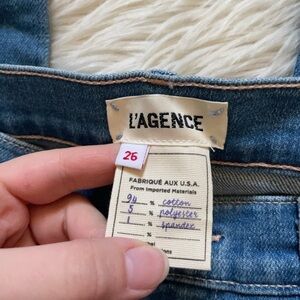 L'AGENCE
26
FABRIQUÉ AUX U.S.A.
From Imported Materials
94 % cotton
5 % polyester
1 % spandex
%